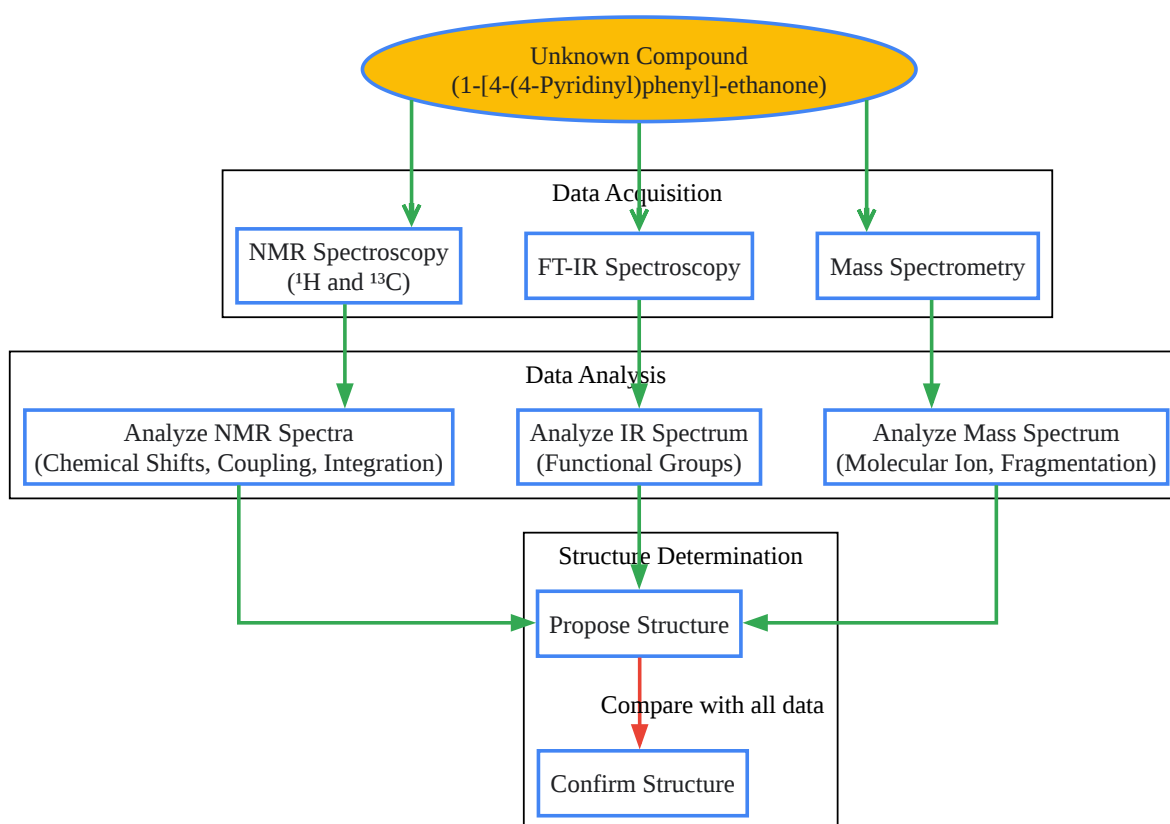 Unknown Compound
(1-[4-(4-Pyridinyl)phenyl]-ethanone)
Data Acquisition
NMR Spectroscopy
(¹H and ¹³C)
FT-IR Spectroscopy
Mass Spectrometry
Data Analysis
Analyze NMR Spectra
(Chemical Shifts, Coupling, Integration)
Analyze IR Spectrum
(Functional Groups)
Analyze Mass Spectrum
(Molecular Ion, Fragmentation)
Structure Determination
Propose Structure
Compare with all data
Confirm Structure